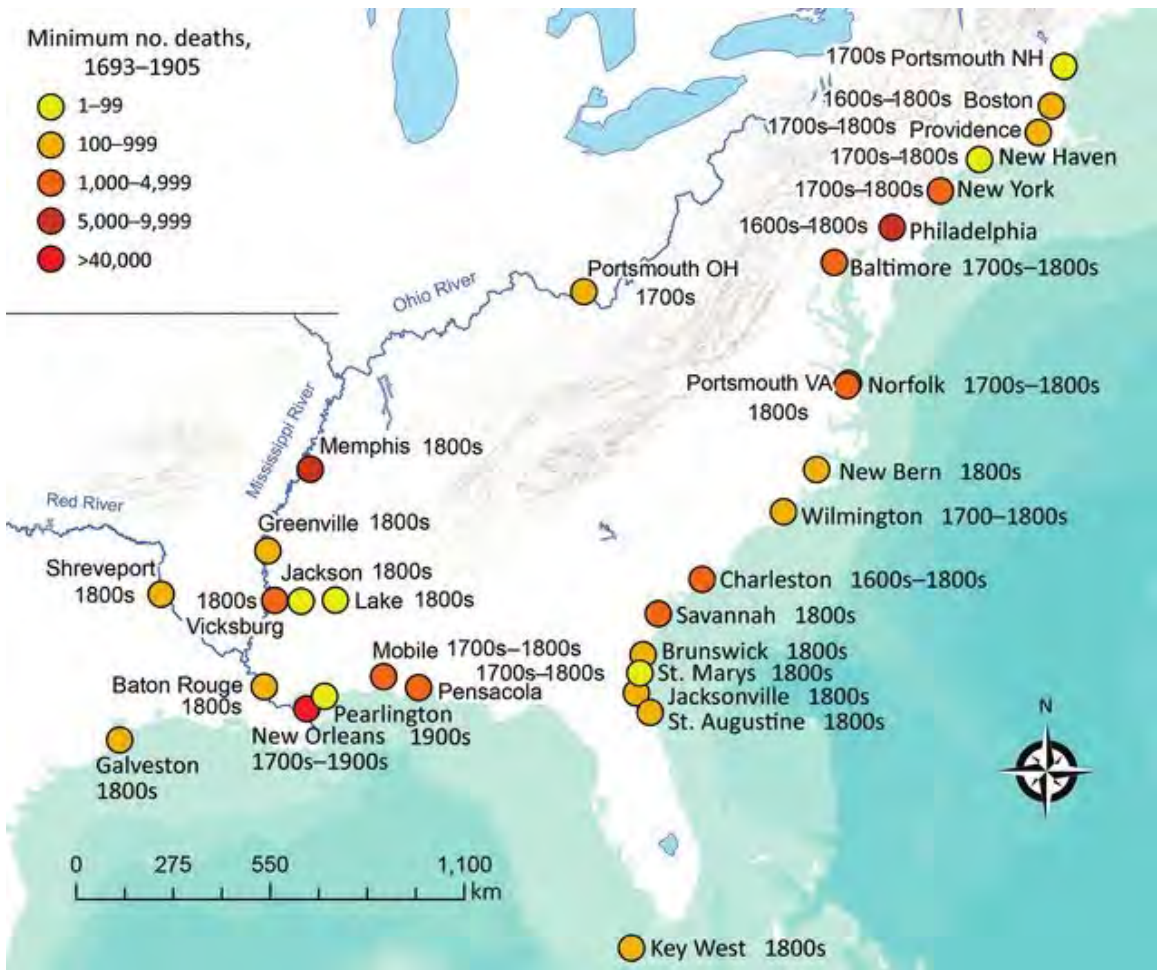 Minimum no. deaths,
1693–1905
1–99
100–999
1,000–4,999
5,000–9,999
>40,000
1700s Portsmouth NH
1600s–1800s Boston
1700s–1800s Providence
1700s–1800s New Haven
1700s–1800s New York
1600s–1800s Philadelphia
Baltimore 1700s–1800s
Portsmouth OH
1700s
Ohio River
Portsmouth VA
1800s
Norfolk 1700s–1800s
Mississippi River
Memphis 1800s
New Bern 1800s
Red River
Wilmington 1700–1800s
Greenville 1800s
Shreveport
1800s
Jackson 1800s
1800s
Vicksburg
Lake 1800s
Charleston 1600s–1800s
Savannah 1800s
Mobile 1700s–1800s
1700s–1800s
Pensacola
Brunswick 1800s
St. Marys 1800s
Jacksonville 1800s
St. Augustine 1800s
Baton Rouge
1800s
Pearlington
1900s
New Orleans
1700s–1900s
Galveston
1800s
N
0 275 550 1,100
km
Key West 1800s